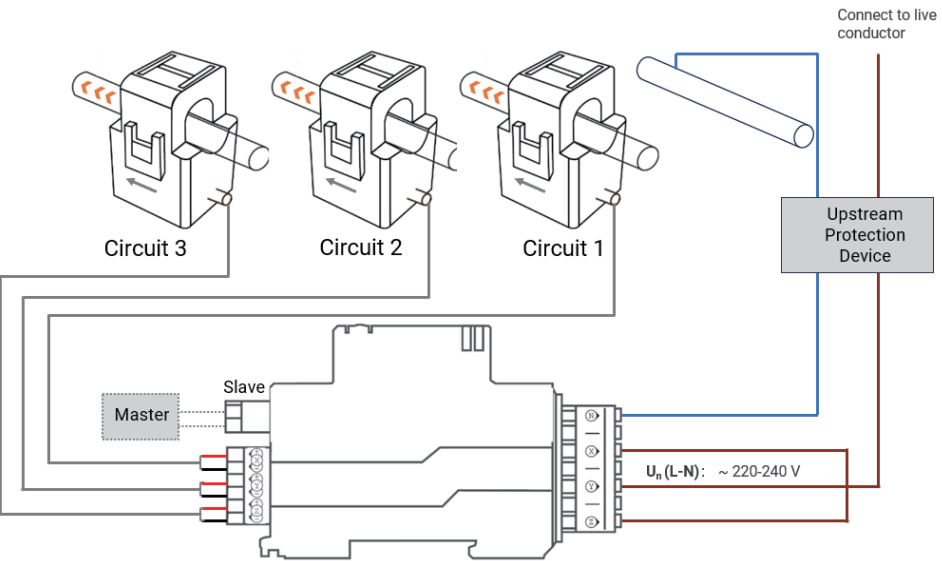 Connect to live
conductor
Upstream
Protection
Device
Circuit 3
Circuit 2
Circuit 1
Slave
Master
N
X
Y
Z
X
Y
Z
Un (L-N): ~ 220-240 V